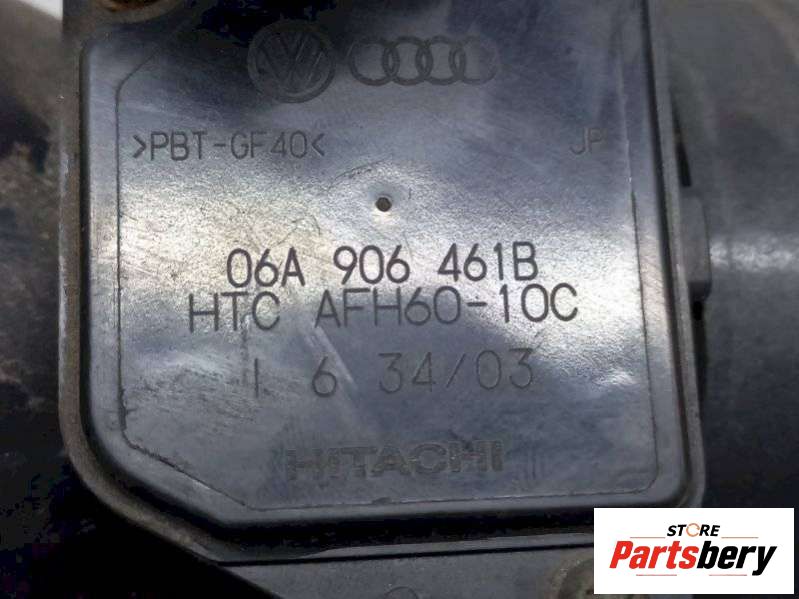 >PBT-GF40<
JP
06A 906 461B
HTC AFH60-10C
1 6 34/03
HITACHI
STORE
Partsbery